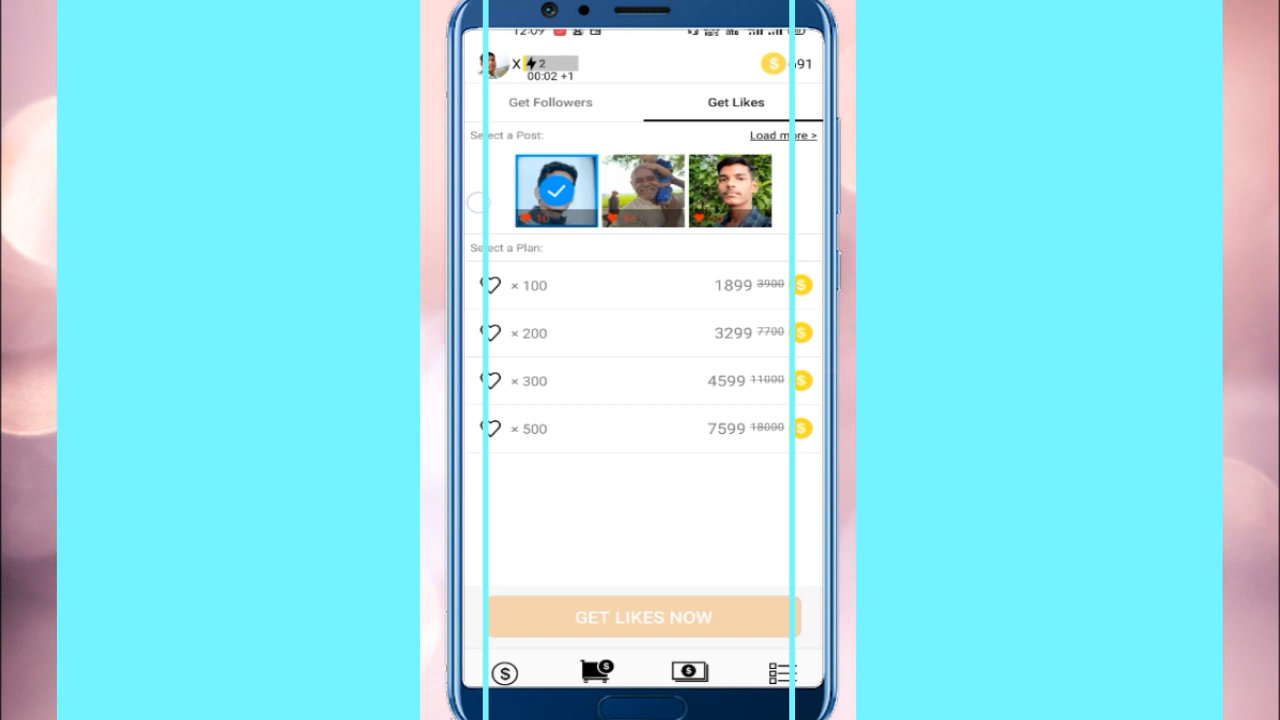 12:09
X 2
00:02 +1
691
Get Followers Get Likes
Select a Post: Load more >
Select a Plan:
× 100 1899 3900
× 200 3299 7700
× 300 4599 11000
× 500 7599 18000
GET LIKES NOW